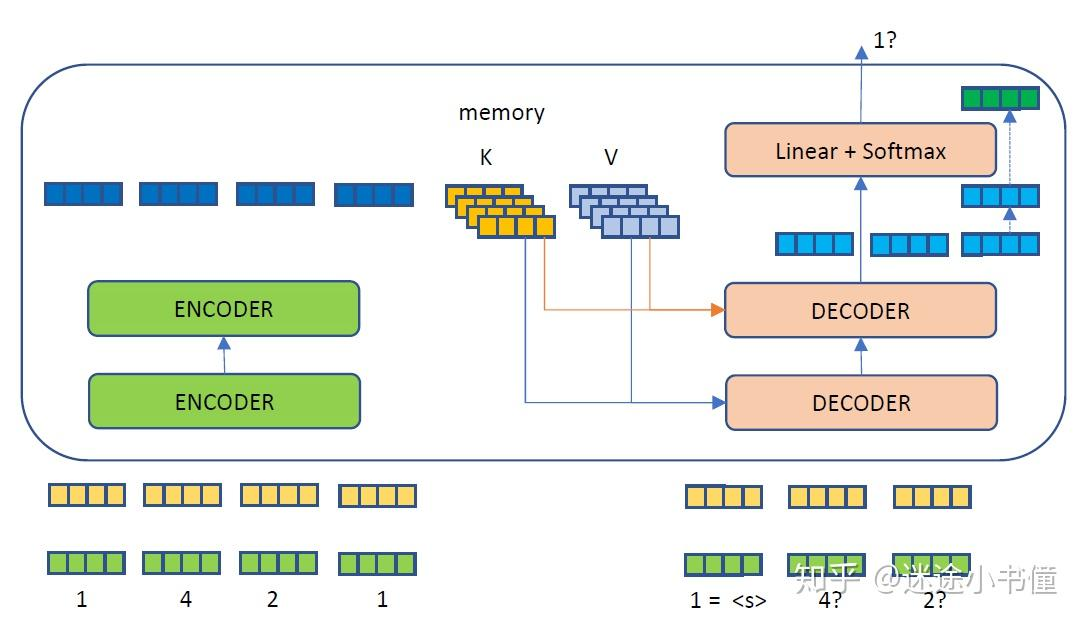 1?
memory
K V
Linear + Softmax
ENCODER
DECODER
ENCODER
DECODER
1 4 2 1
1 = <s> 4? 2?
知乎 @迷途小书僮